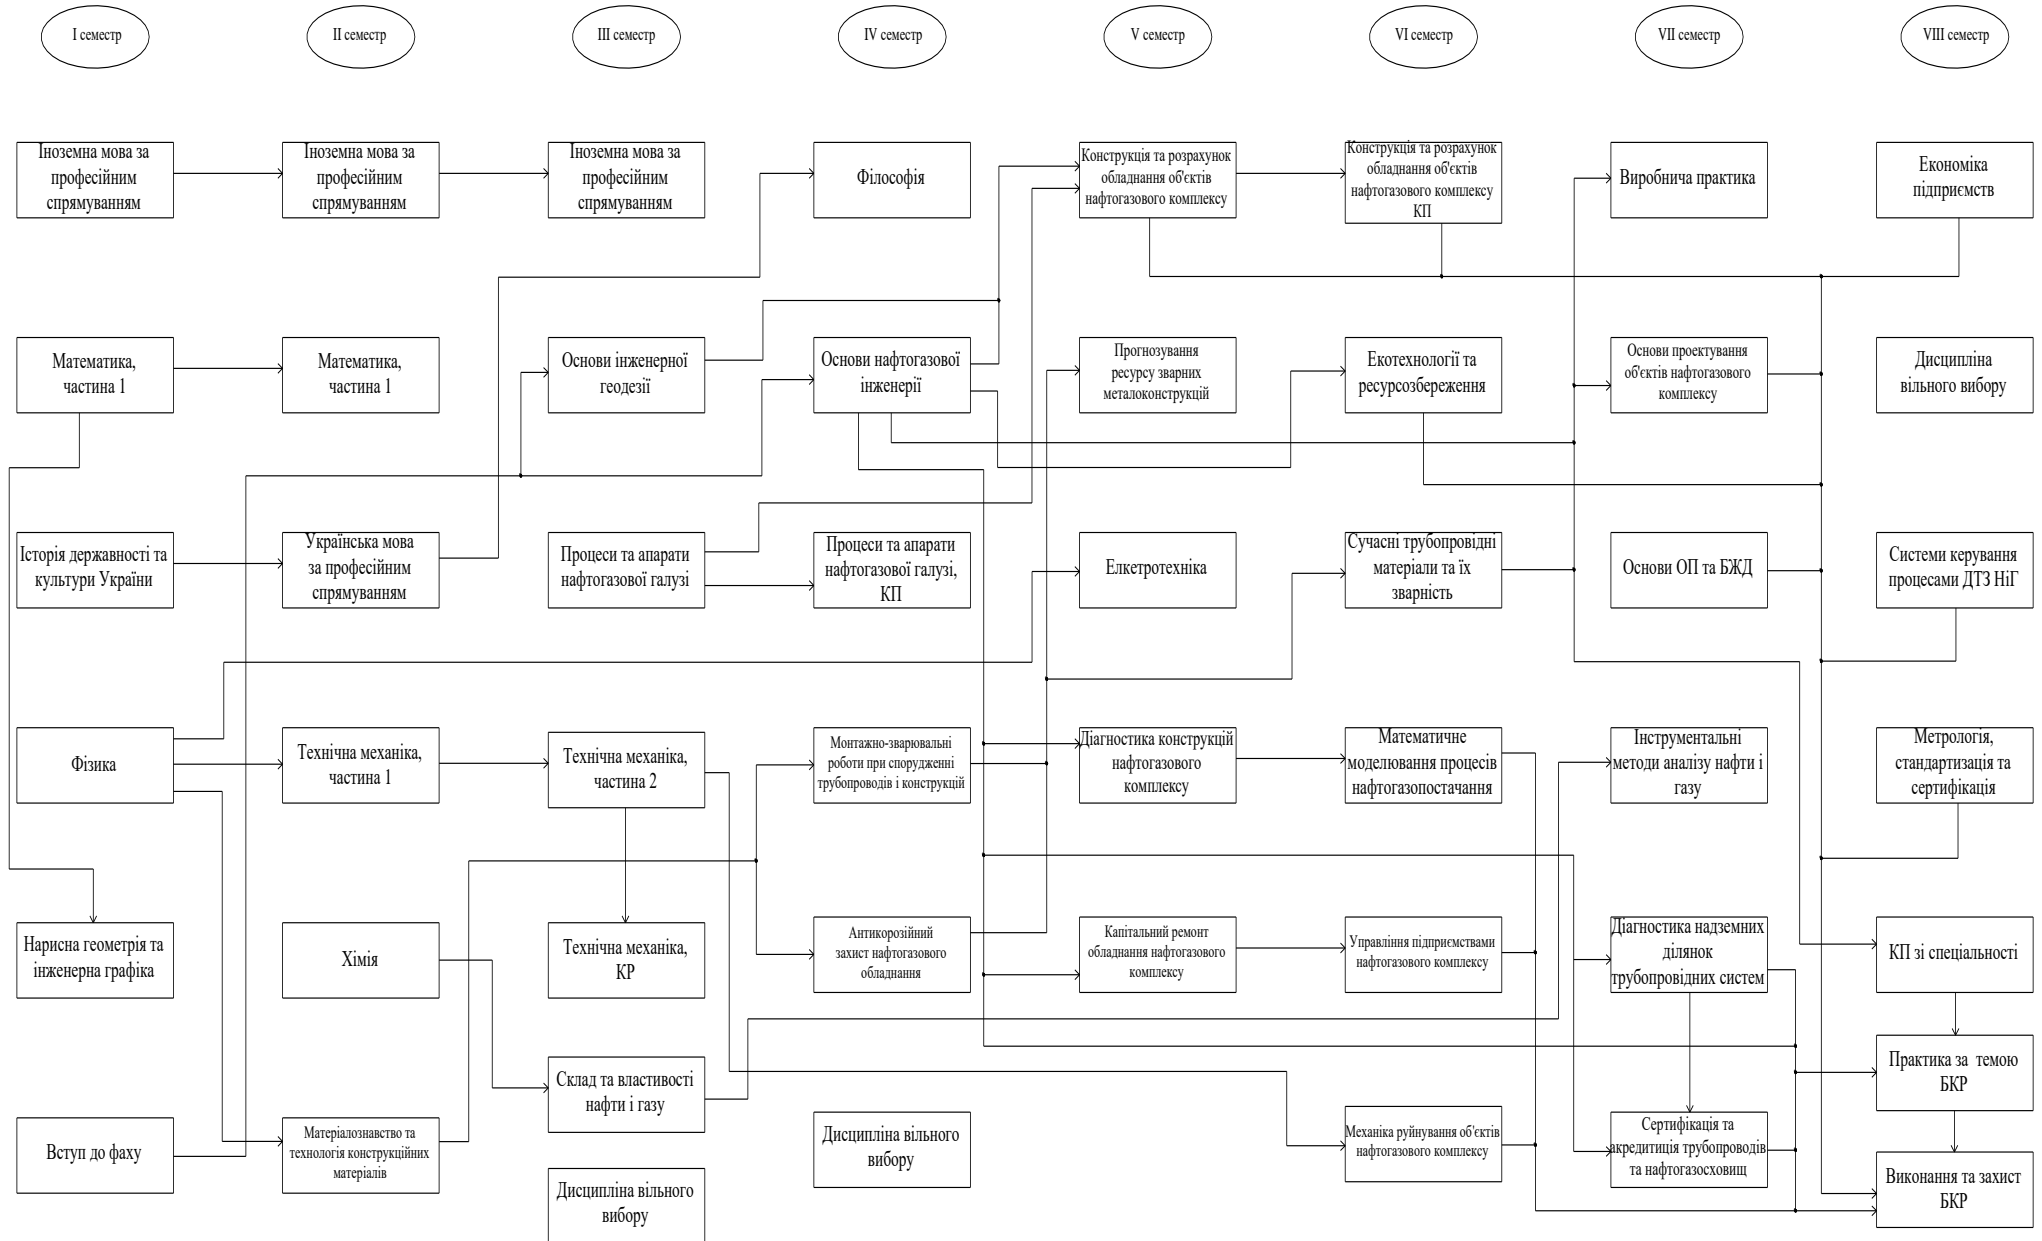 I семестр
II семестр
III семестр
IV семестр
V семестр
VI семестр
VII семестр
VIII семестр
Іноземна мова за
професійним
спрямуванням
Іноземна мова за
професійним
спрямуванням
Іноземна мова за
професійним
спрямуванням
Філософія
Конструкція та розрахунок
обладнання об'єктів
нафтогазового комплексу
Конструкція та розрахунок
обладнання об'єктів
нафтогазового комплексу
КП
Виробнича практика
Економіка
підприємств
Математика,
частина 1
Математика,
частина 1
Основи інженерної
геодезії
Основи нафтогазової
інженерії
Прогнозування
ресурсу зварних
металоконструкцій
Екотехнології та
ресурсозбереження
Основи проектування
об'єктів нафтогазового
комплексу
Дисципліна
вільного вибору
Історія державності та
культури України
Українська мова
за професійним
спрямуванням
Процеси та апарати
нафтогазової галузі
Процеси та апарати
нафтогазової галузі,
КП
Елкетротехніка
Сучасні трубопровідні
матеріали та їх
зварність
Основи ОП та БЖД
Системи керування
процесами ДТЗ НіГ
Фізика
Технічна механіка,
частина 1
Технічна механіка,
частина 2
Монтажно-зварювальні
роботи при спорудженні
трубопроводів і конструкцій
Діагностика конструкцій
нафтогазового
комплексу
Математичне
моделювання процесів
нафтогазопостачання
Інструментальні
методи аналізу нафти і
газу
Метрологія,
стандартизація та
сертифікація
Нарисна геометрія та
інженерна графіка
Хімія
Технічна механіка,
КР
Антикорозійний
захист нафтогазового
обладнання
Капітальний ремонт
обладнання нафтогазового
комплексу
Управління підприємствами
нафтогазового комплексу
Діагностика надземних
ділянок
трубопровідних систем
КП зі спеціальності
Склад та властивості
нафти і газу
Практика за темою
БКР
Вступ до фаху
Матеріалознавство та
технологія конструкційних
матеріалів
Дисципліна вільного
вибору
Дисципліна вільного
вибору
Механіка руйнування об'єктів
нафтогазового комплексу
Сертифікація та
акредитиція трубопроводів
та нафтогазосховищ
Виконання та захист
БКР